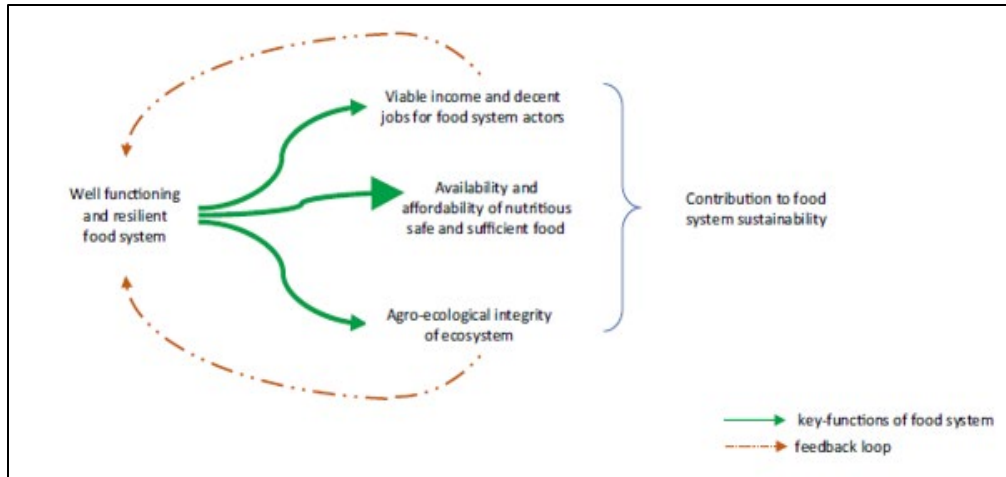 Viable income and decent
jobs for food system actors
Well functioning
and resilient
food system
Availability and
affordability of nutritious
safe and sufficient food
Contribution to food
system sustainability
Agro-ecological integrity
of ecosystem
key-functions of food system
feedback loop